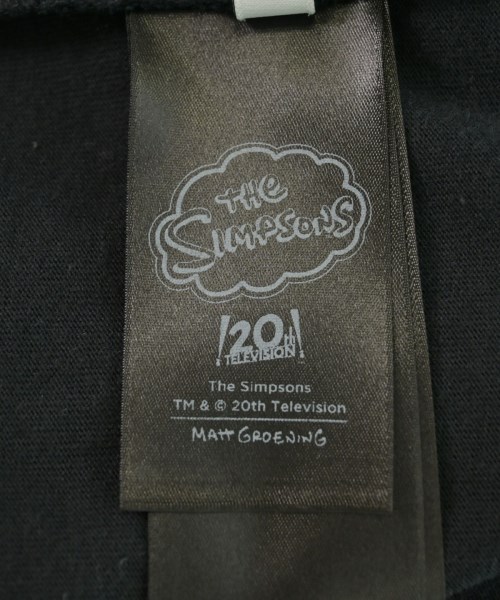 THE
SIMPSONS
20th
TELEVISION
The Simpsons
TM & © 20th Television
MATT GROENING